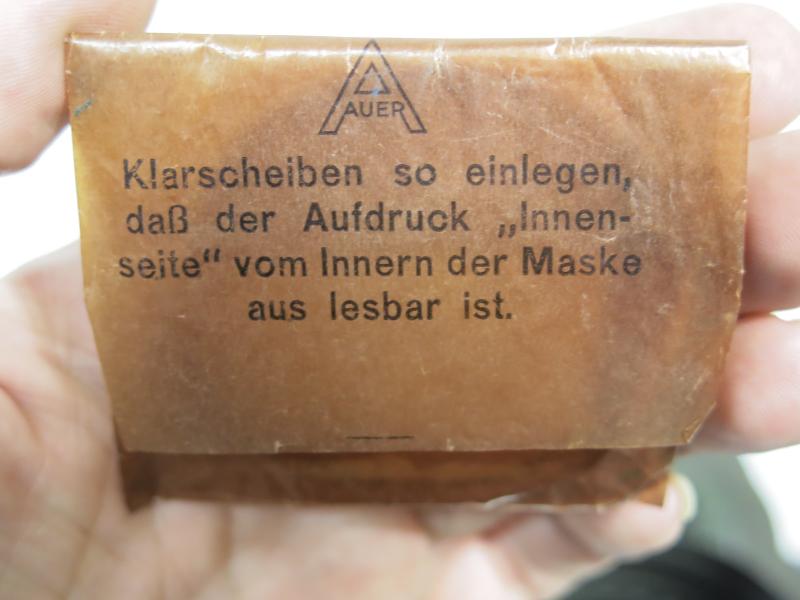 AUER
Klarscheiben so einlegen,
daß der Aufdruck „Innen-
seite“ vom Innern der Maske
aus lesbar ist.